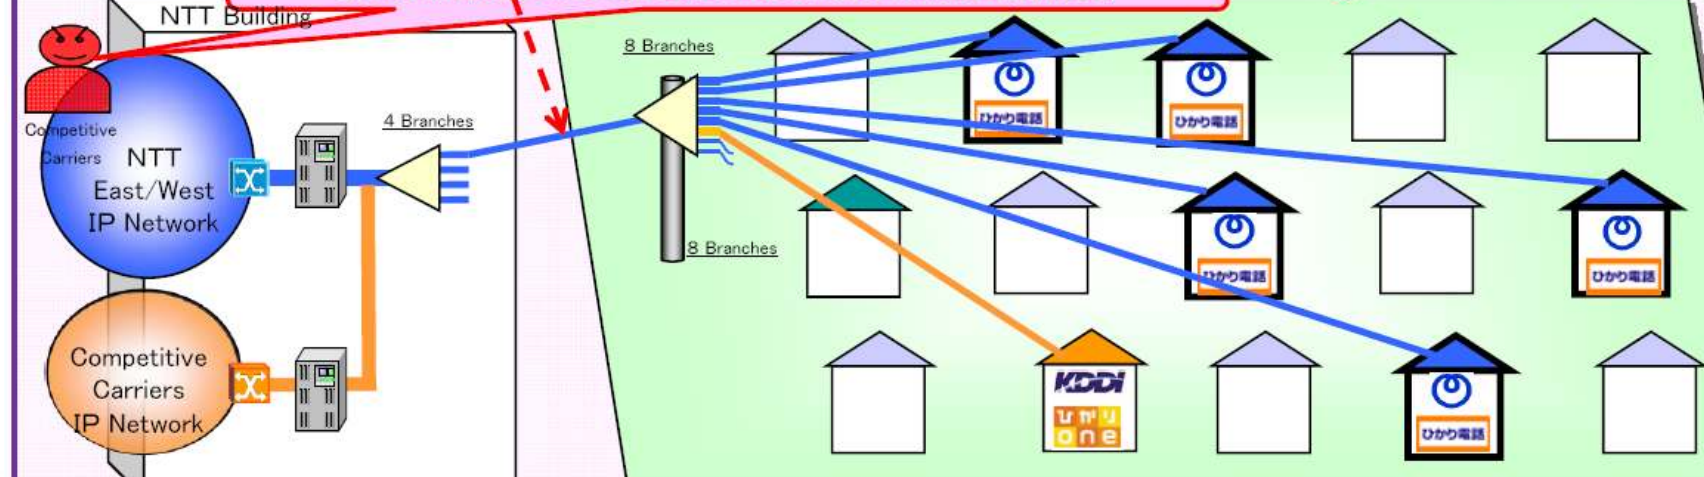 NTT Building
8 Branches
ひかり電話
ひかり電話
4 Branches
Competitive
Carriers
NTT
East/West
IP Network
8 Branches
ひかり電話
ひかり電話
Competitive
Carriers
IP Network
KDDI
ひかり
one
ひかり電話